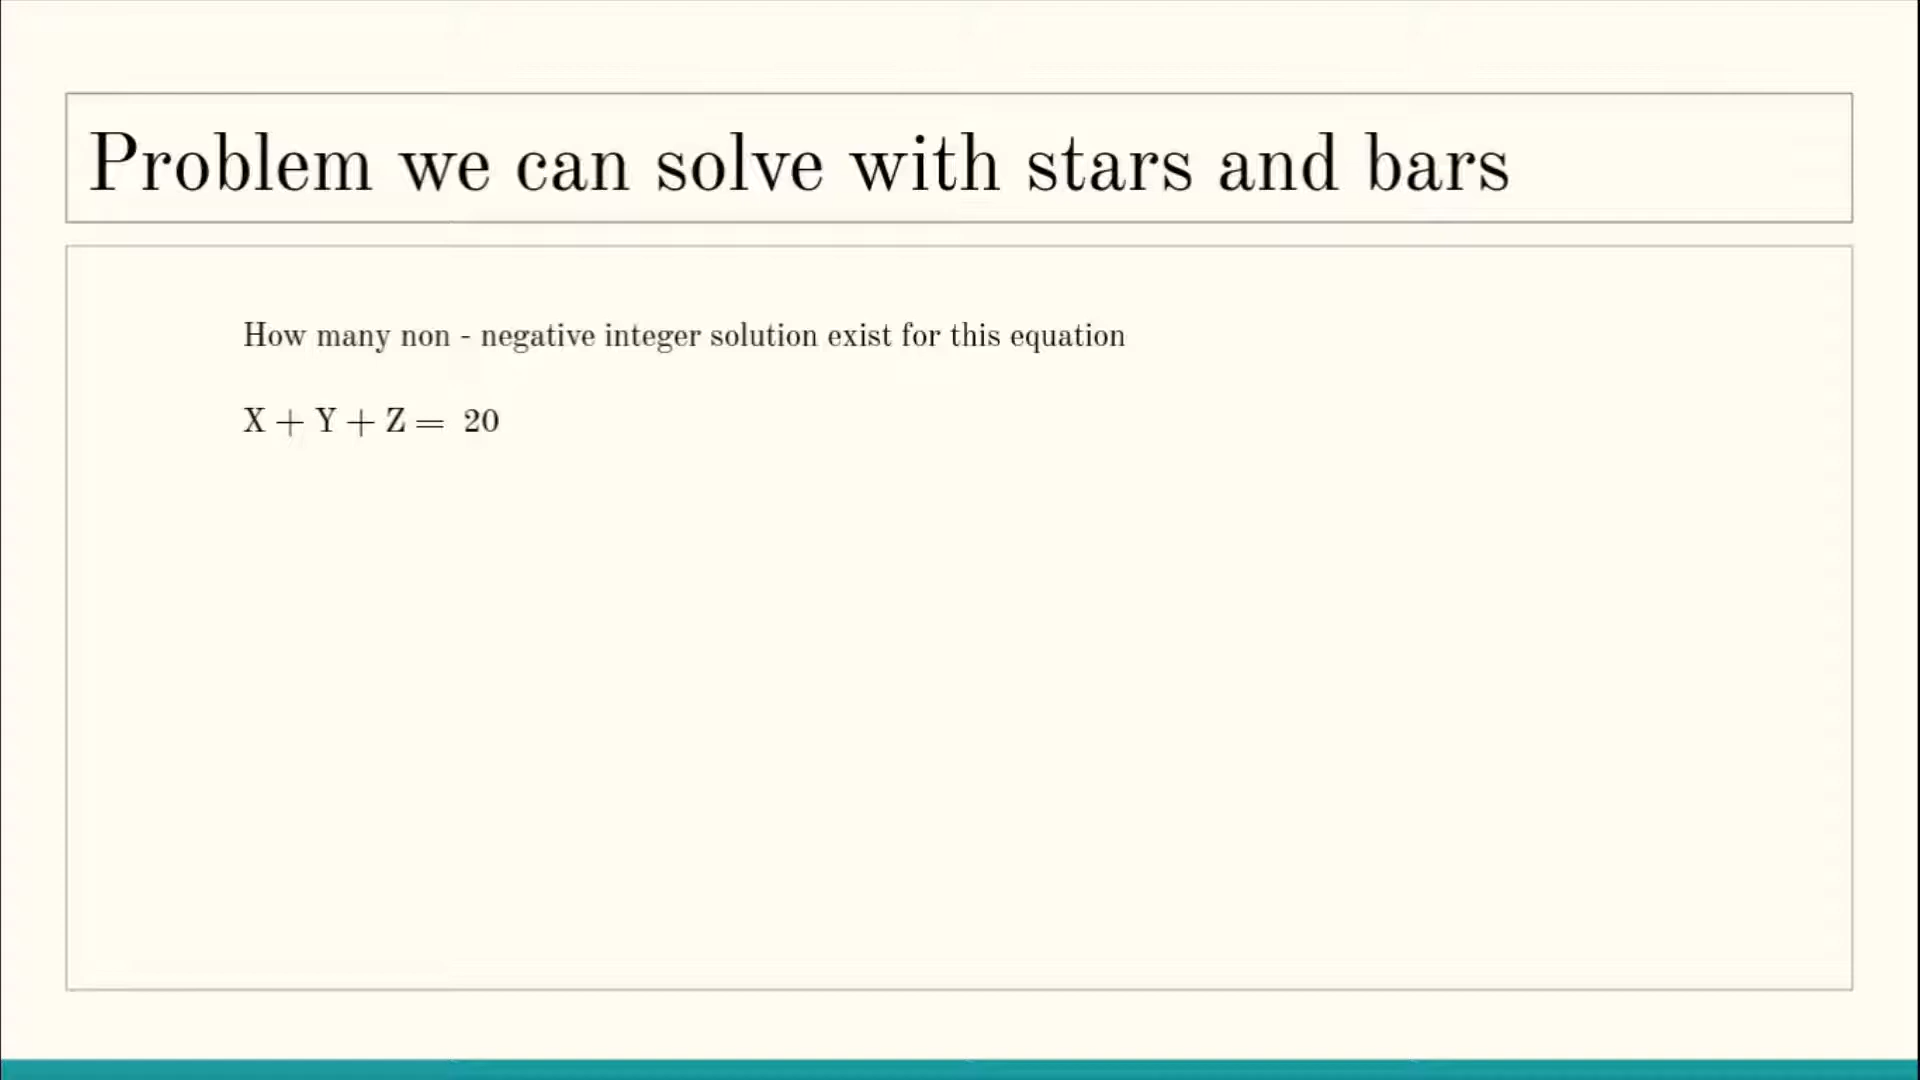 Problem we can solve with stars and bars
How many non - negative integer solution exist for this equation
X + Y + Z = 20